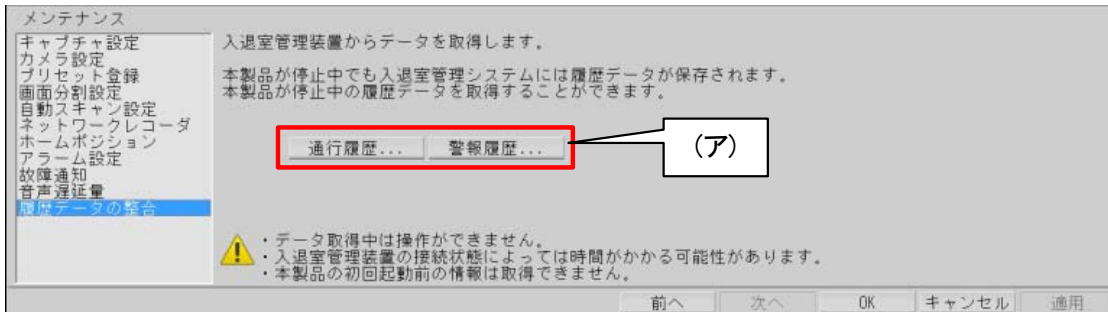 メンテナンス
キャプチャ設定
カメラ設定
プリセット登録
画面分割設定
自動スキャン設定
ネットワークレコーダ
ホームポジション
アラーム設定
故障通知
音声遅延量
履歴データの整合
入退室管理装置からデータを取得します。
本製品が停止中でも入退室管理システムには履歴データが保存されます。
本製品が停止中の履歴データを取得することができます。
通行履歴... 警報履歴...
(ア)
・データ取得中は操作ができません。
・入退室管理装置の接続状態によっては時間がかかる可能性があります。
・本製品の初回起動前の情報は取得できません。
前へ 次へ OK キャンセル 適用